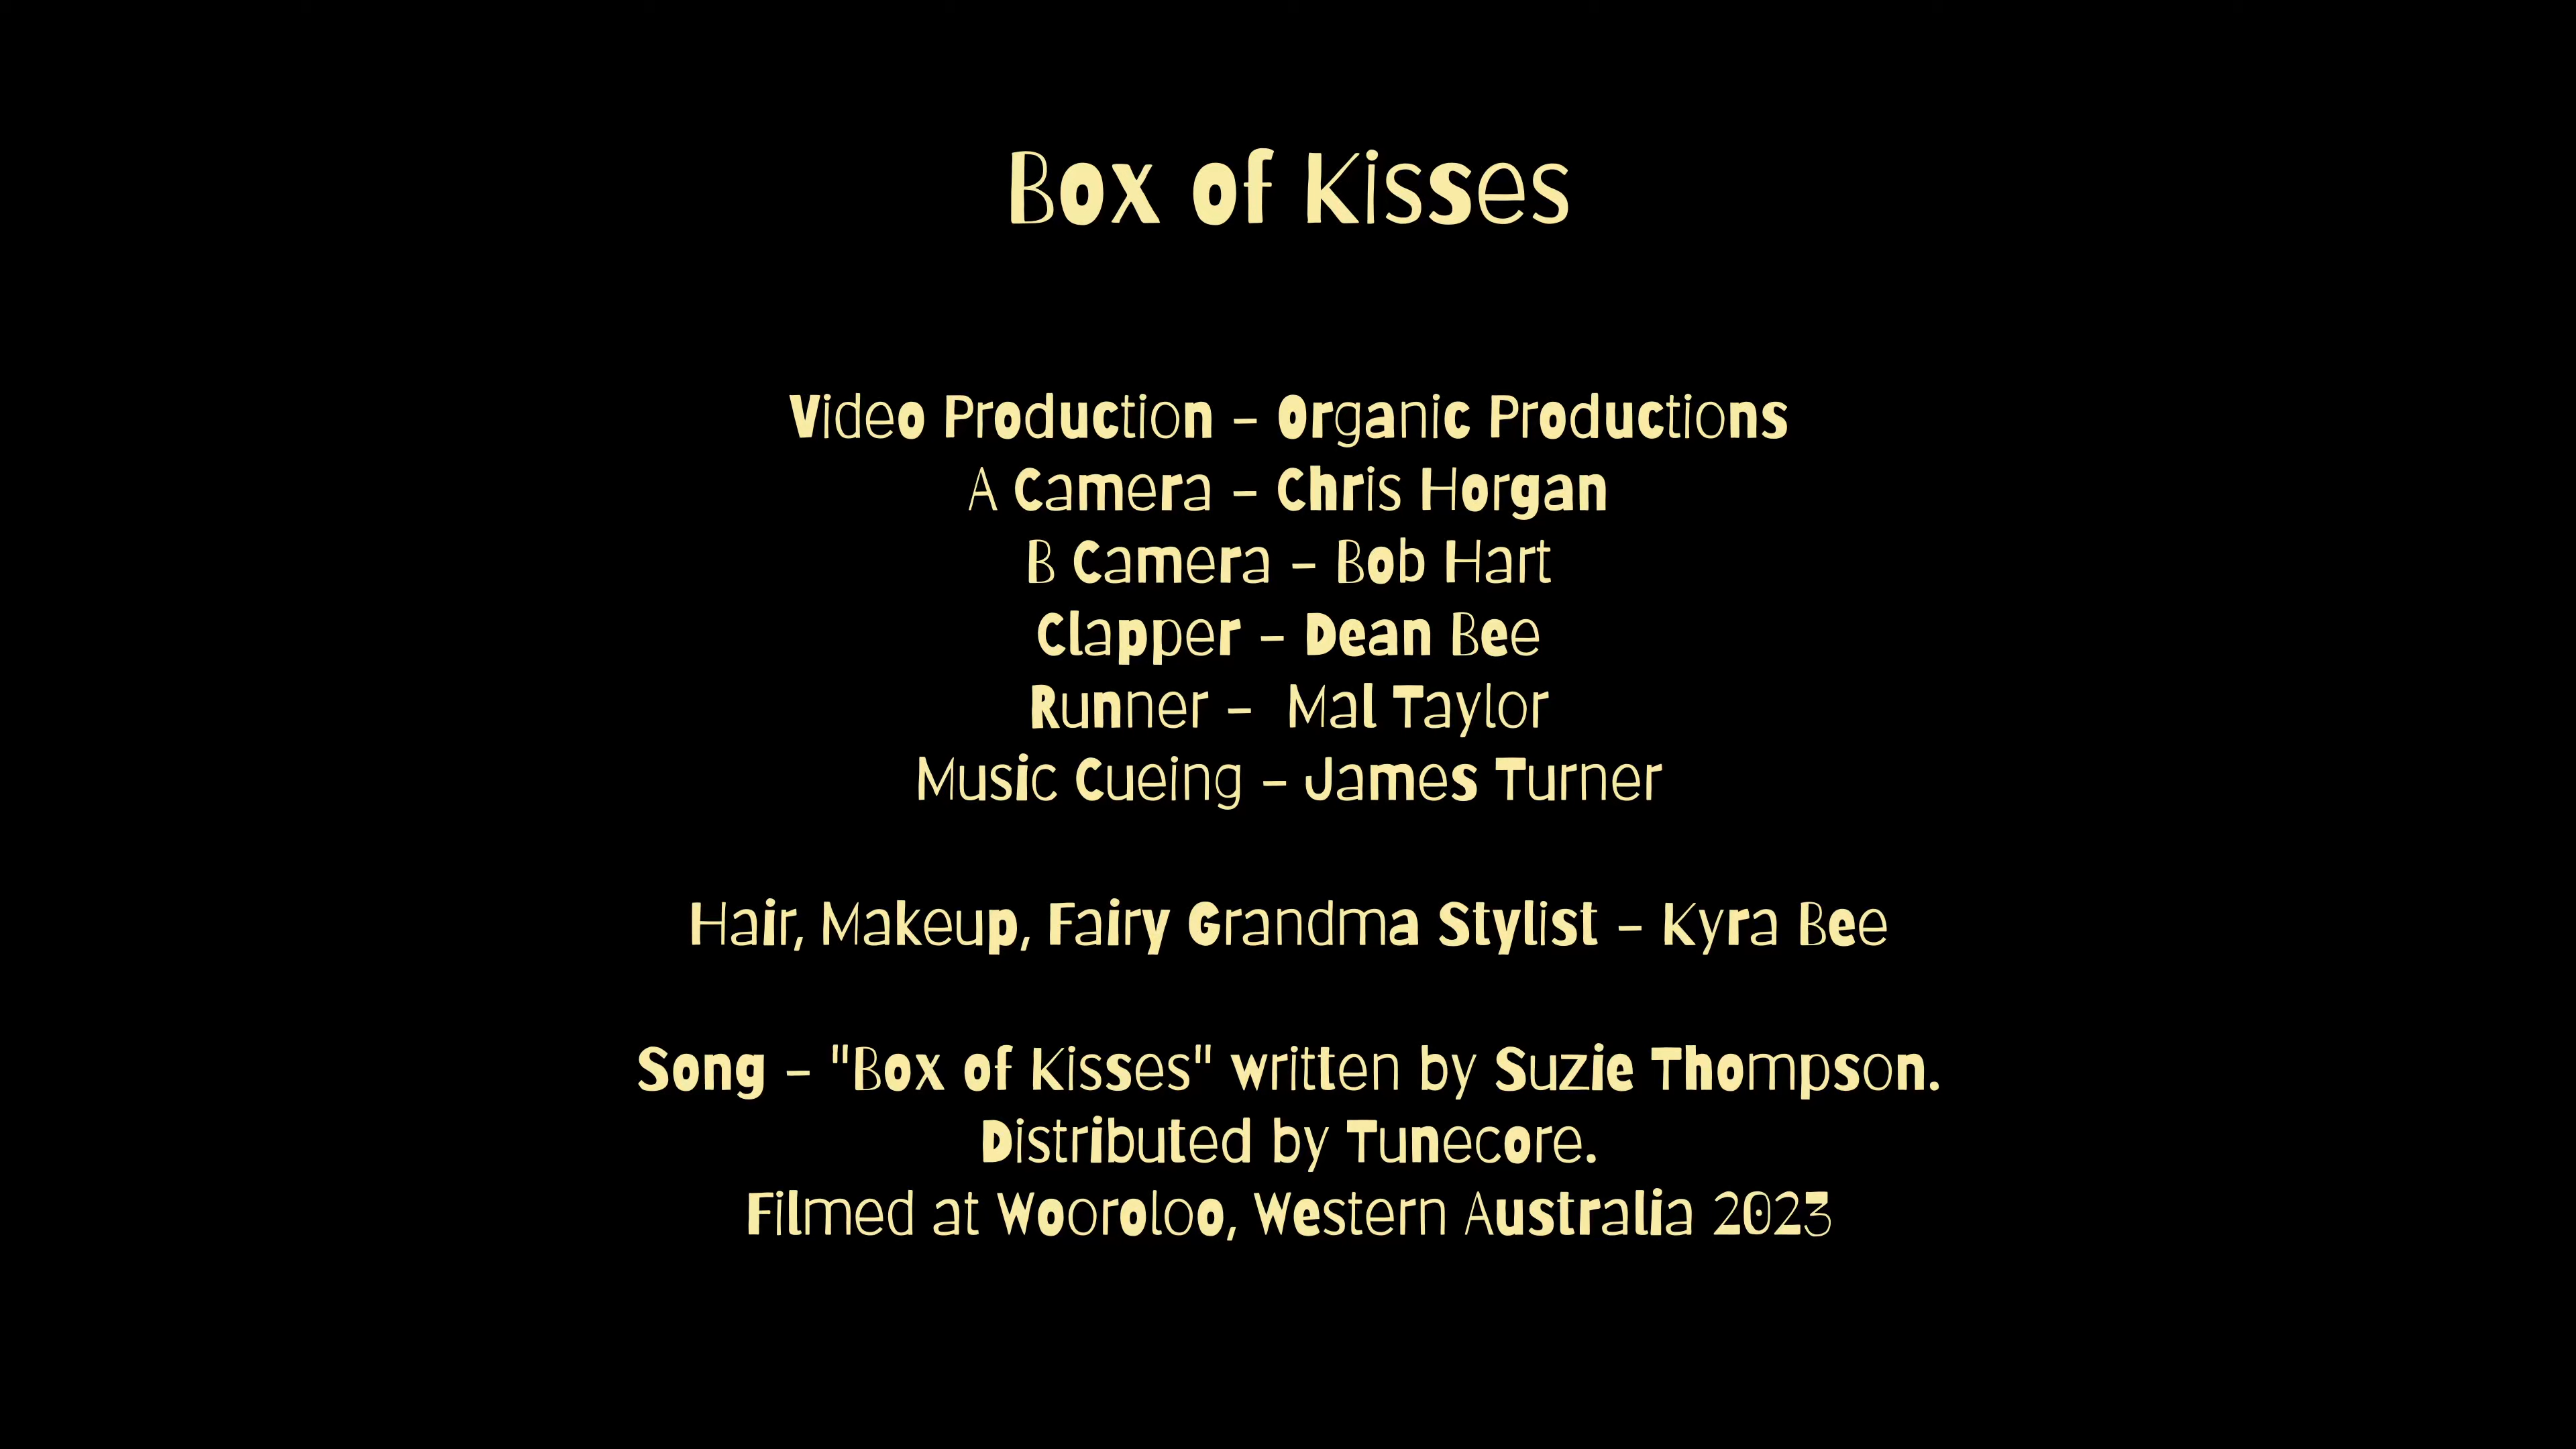 Box of Kisses
Video Production - Organic Productions
A Camera - Chris Horgan
B Camera - Bob Hart
Clapper - Dean Bee
Runner -  Mal Taylor
Music Cueing - James Turner
Hair, Makeup, Fairy Grandma Stylist - Kyra Bee
Song - "Box of Kisses" written by Suzie Thompson.
Distributed by Tunecore.
Filmed at Wooroloo, Western Australia 2023